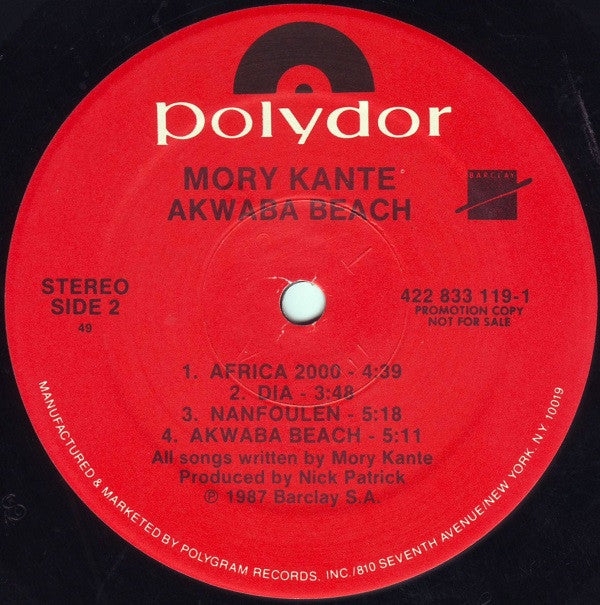 polydor
MORY KANTE
AKWABA BEACH
BARCLAY
STEREO
SIDE 2
49
422 833 119-1
PROMOTION COPY
NOT FOR SALE
1. AFRICA 2000 - 4:39
2. DIA - 3:48
3. NANFOULEN - 5:18
4. AKWABA BEACH - 5:11
All songs written by Mory Kante
Produced by Nick Patrick
℗ 1987 Barclay S.A.
MANUFACTURED & MARKETED BY POLYGRAM RECORDS, INC./810 SEVENTH AVENUE/NEW YORK, N.Y. 10019